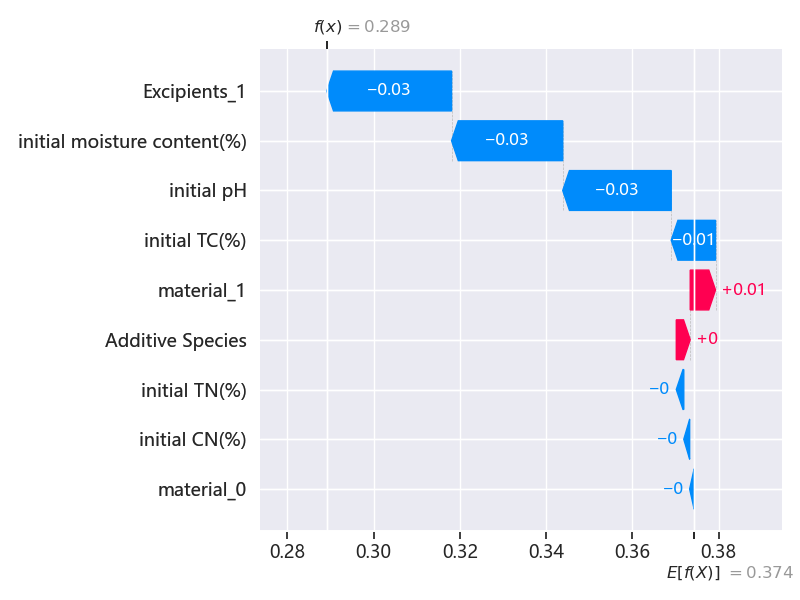 f(x) = 0.289
Excipients_1
−0.03
initial moisture content(%)
−0.03
initial pH
−0.03
initial TC(%)
−0.01
material_1
+0.01
Additive Species
+0
initial TN(%)
−0
initial CN(%)
−0
material_0
−0
0.28 0.30 0.32 0.34 0.36 0.38
E[f(X)] = 0.374